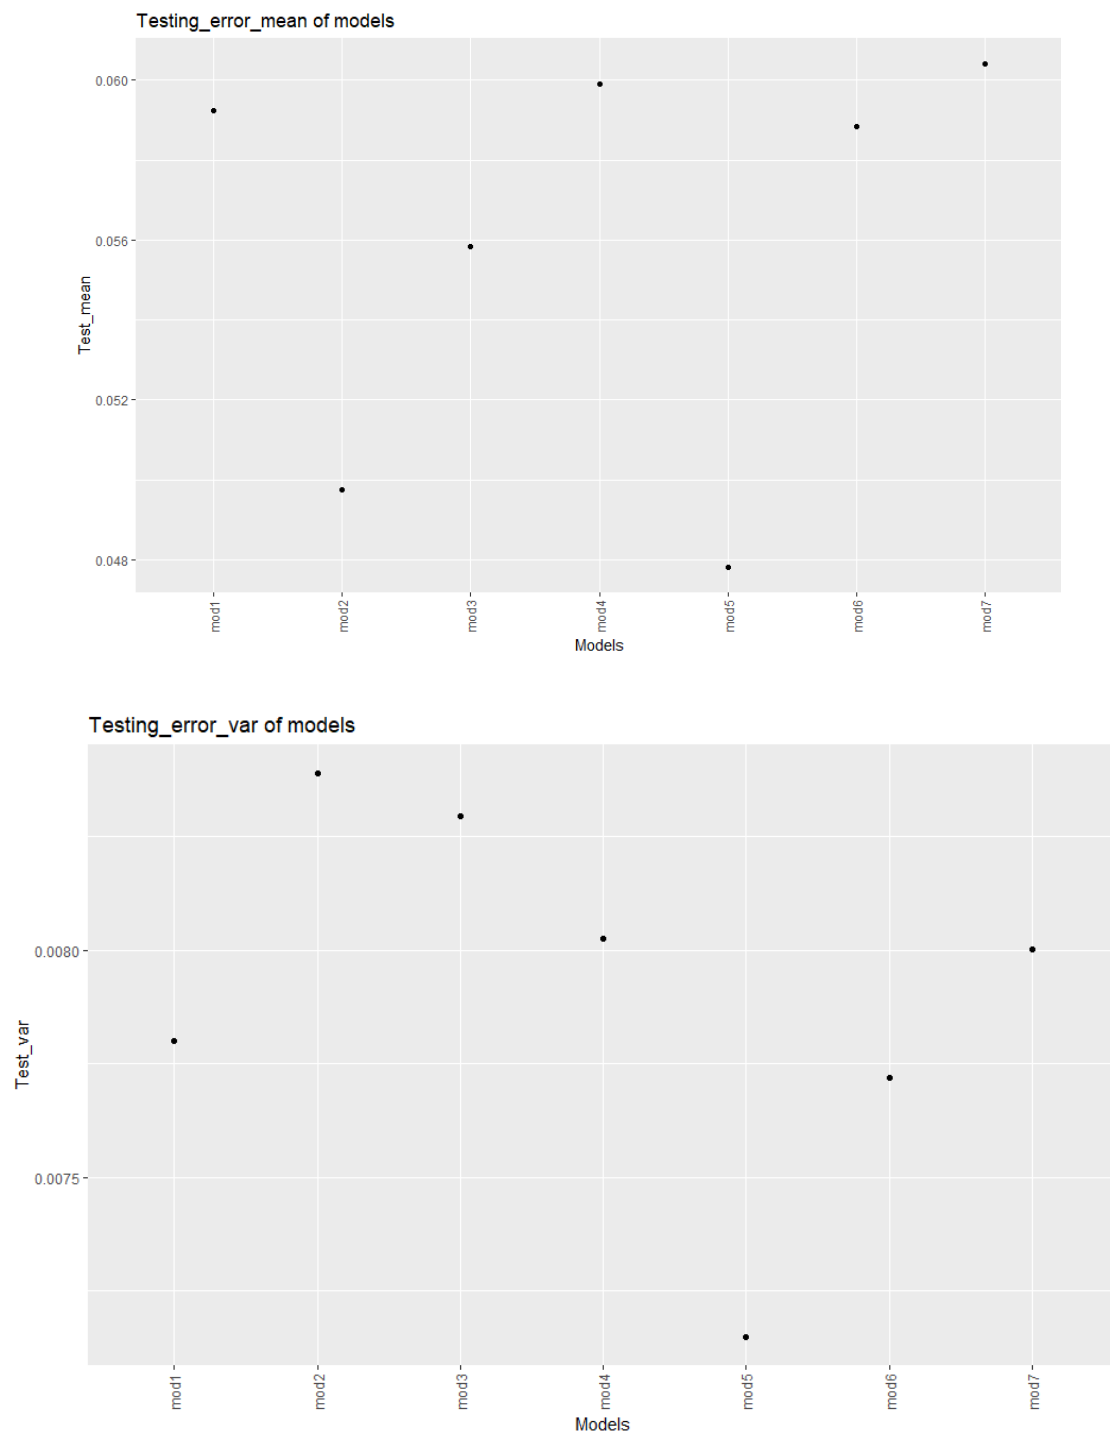 Testing_error_mean of models
0.060
0.056
0.052
0.048
Test_mean
mod1
mod2
mod3
mod4
mod5
mod6
mod7
Models
Testing_error_var of models
0.0080
0.0075
Test_var
mod1
mod2
mod3
mod4
mod5
mod6
mod7
Models